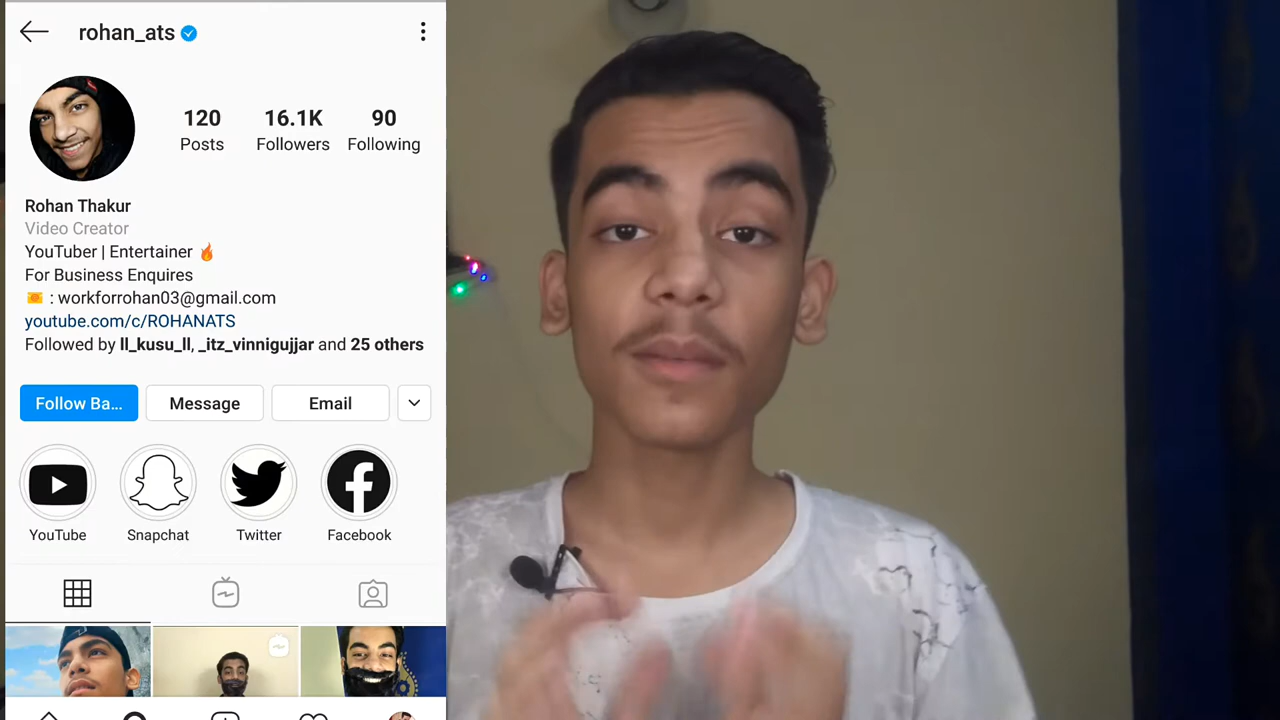 rohan_ats
120
16.1K
90
Posts
Followers
Following
Rohan Thakur
Video Creator
YouTuber | Entertainer 🔥
For Business Enquires
📧 : workforrohan03@gmail.com
youtube.com/c/ROHANATS
Followed by ll_kusu_ll, _itz_vinnigujjar and 25 others
Follow Ba...
Message
Email
YouTube
Snapchat
Twitter
Facebook